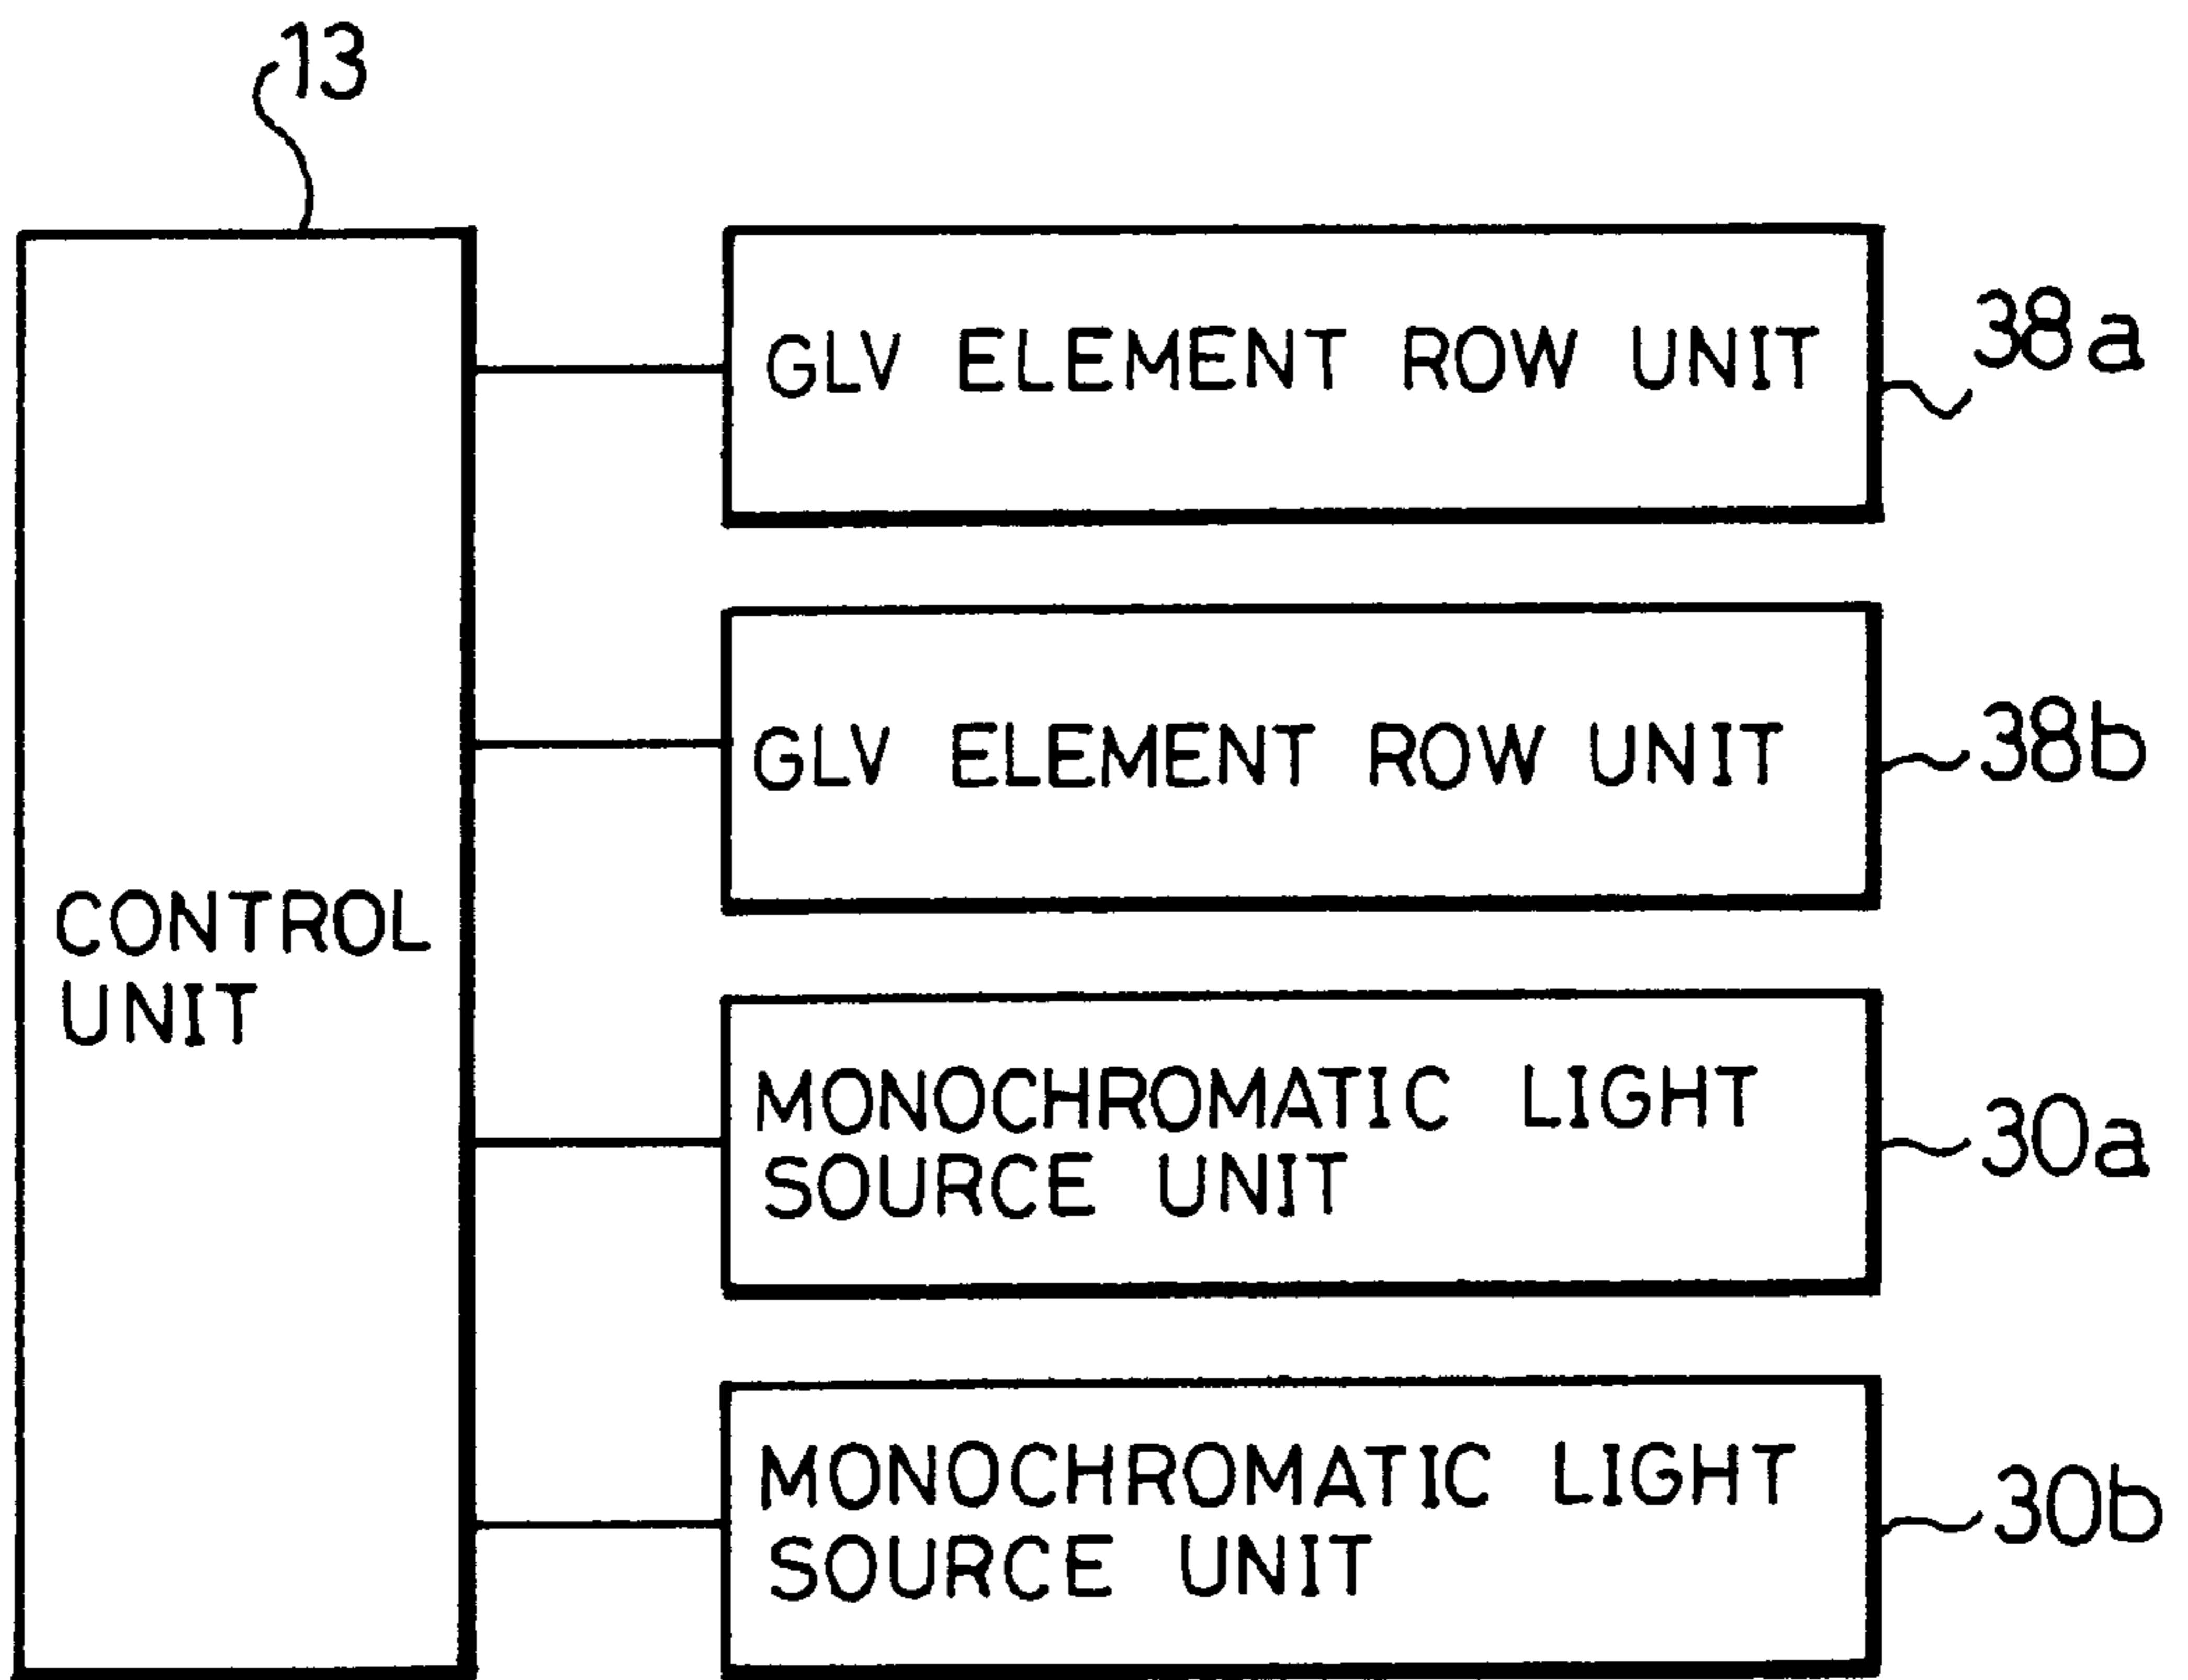 13
CONTROL
UNIT
GLV ELEMENT ROW UNIT
38a
GLV ELEMENT ROW UNIT
38b
MONOCHROMATIC LIGHT
SOURCE UNIT
30a
MONOCHROMATIC LIGHT
SOURCE UNIT
30b